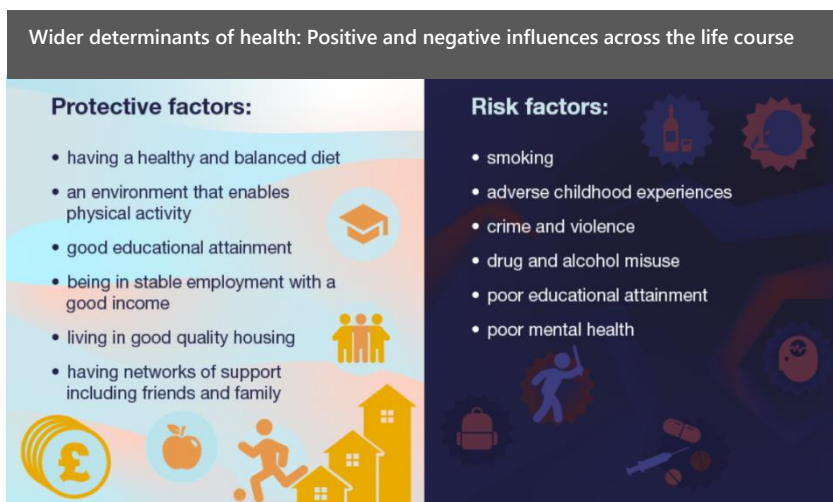 Wider determinants of health: Positive and negative influences across the life course
Protective factors:
• having a healthy and balanced diet
• an environment that enables
physical activity
• good educational attainment
• being in stable employment with a
good income
• living in good quality housing
• having networks of support
including friends and family
£
Risk factors:
• smoking
• adverse childhood experiences
• crime and violence
• drug and alcohol misuse
• poor educational attainment
• poor mental health